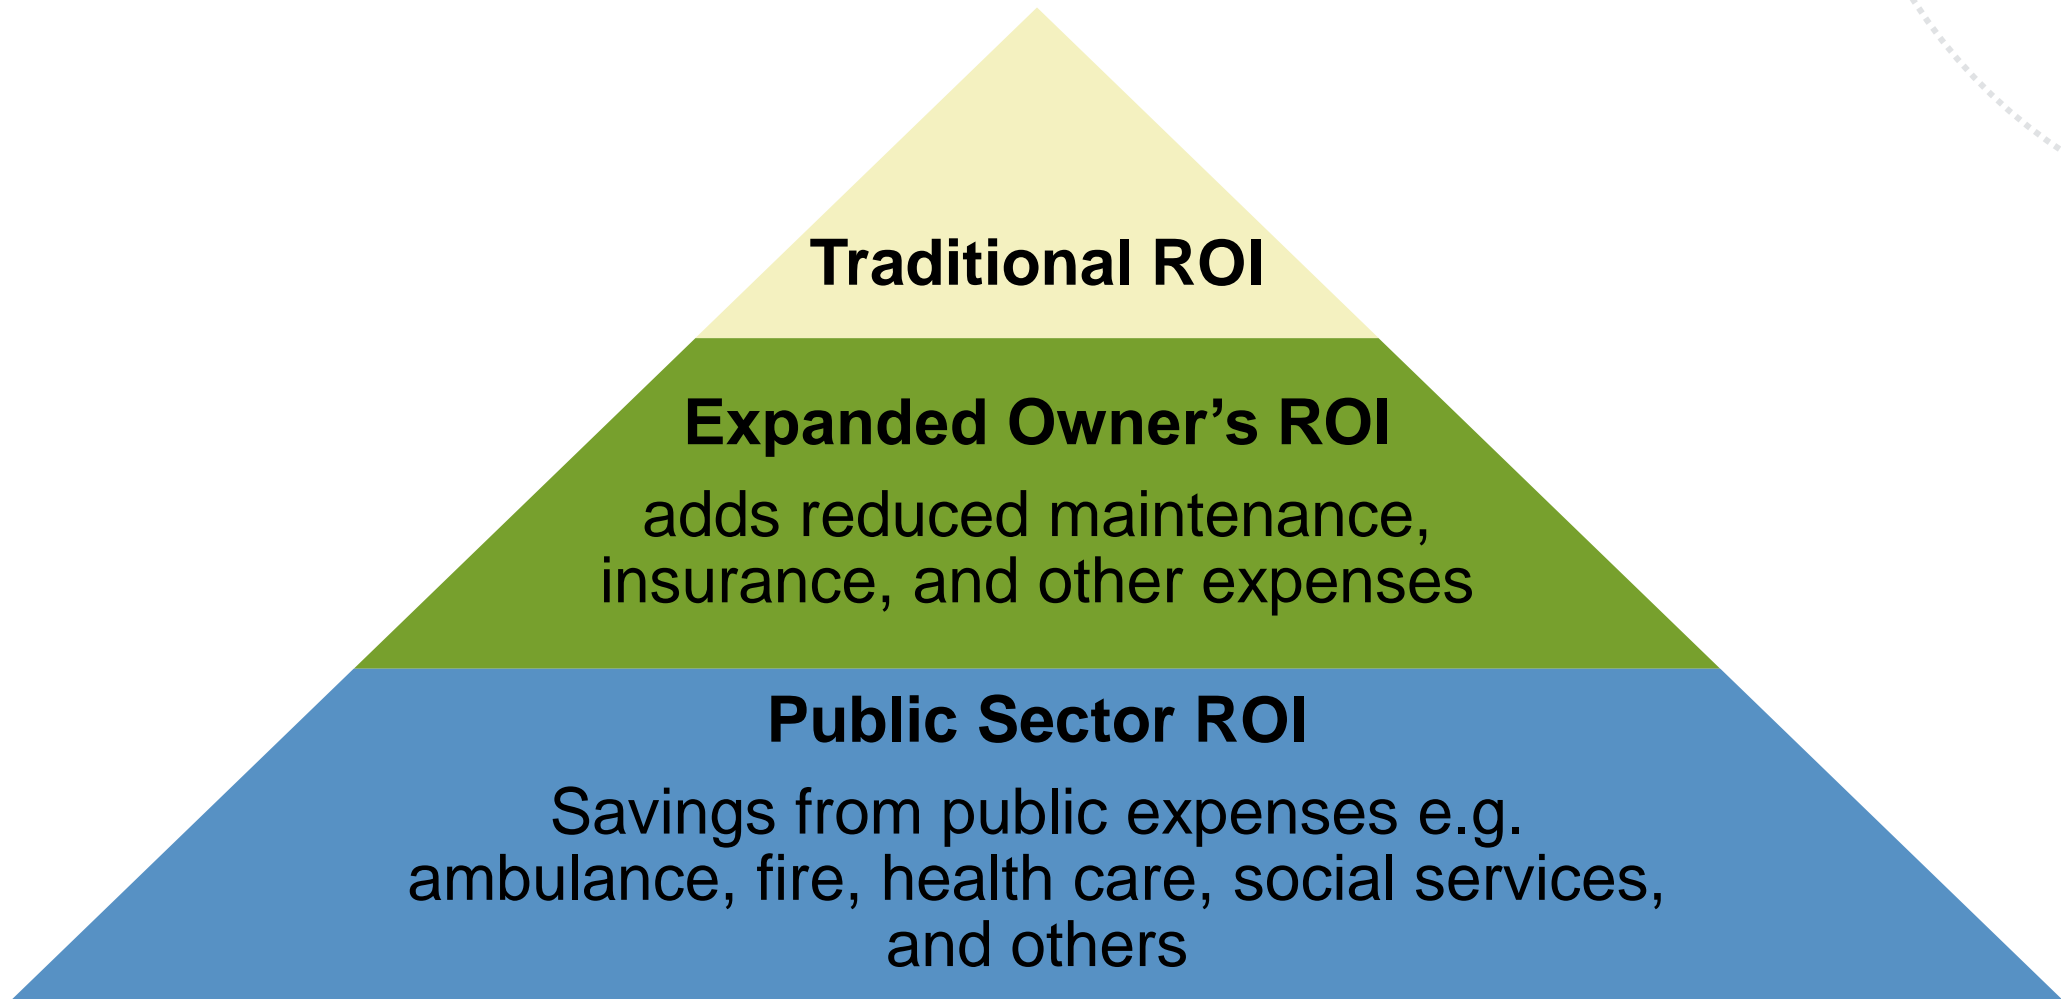 Traditional ROI
Expanded Owner’s ROI
adds reduced maintenance,
insurance, and other expenses
Public Sector ROI
Savings from public expenses e.g.
ambulance, fire, health care, social services,
and others